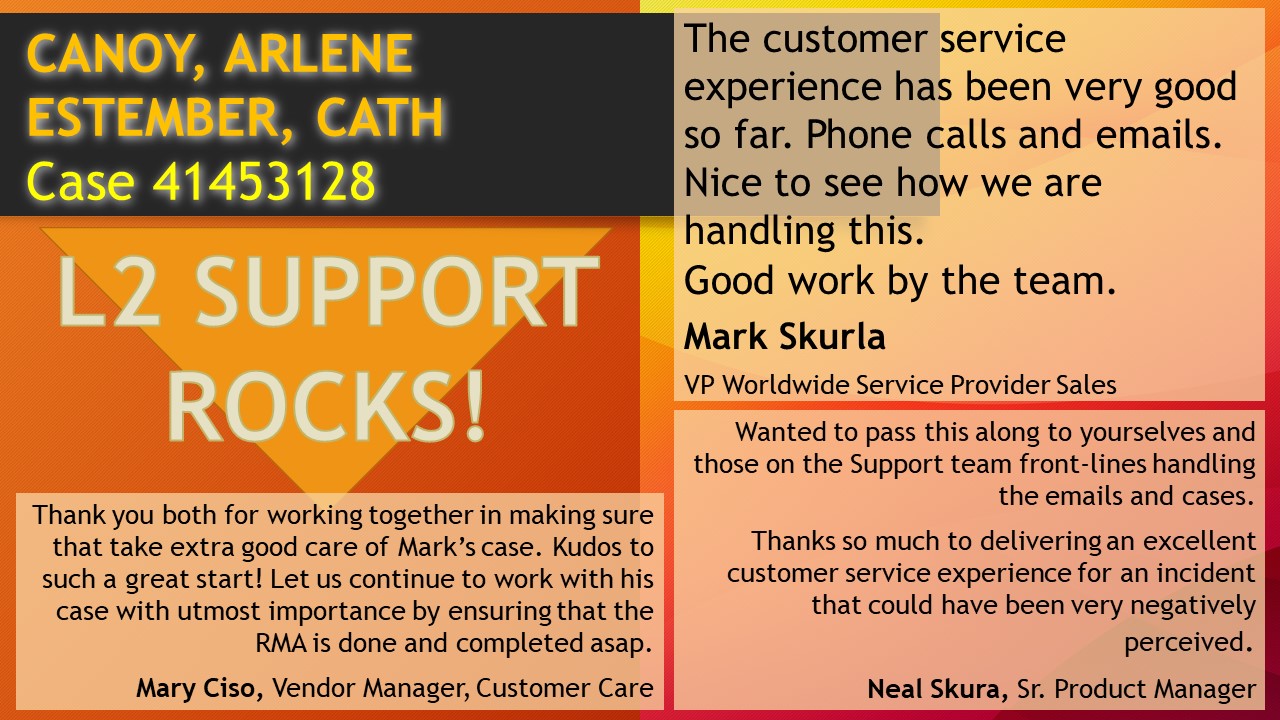 CANOY, ARLENE
ESTEMBER, CATH
Case 41453128
L2 SUPPORT
ROCKS!
Thank you both for working together in making sure
that take extra good care of Mark’s case. Kudos to
such a great start! Let us continue to work with his
case with utmost importance by ensuring that the
RMA is done and completed asap.
Mary Ciso, Vendor Manager, Customer Care
The customer service
experience has been very good
so far. Phone calls and emails.
Nice to see how we are
handling this.
Good work by the team.
Mark Skurla
VP Worldwide Service Provider Sales
Wanted to pass this along to yourselves and
those on the Support team front-lines handling
the emails and cases.
Thanks so much to delivering an excellent
customer service experience for an incident
that could have been very negatively
perceived.
Neal Skura, Sr. Product Manager